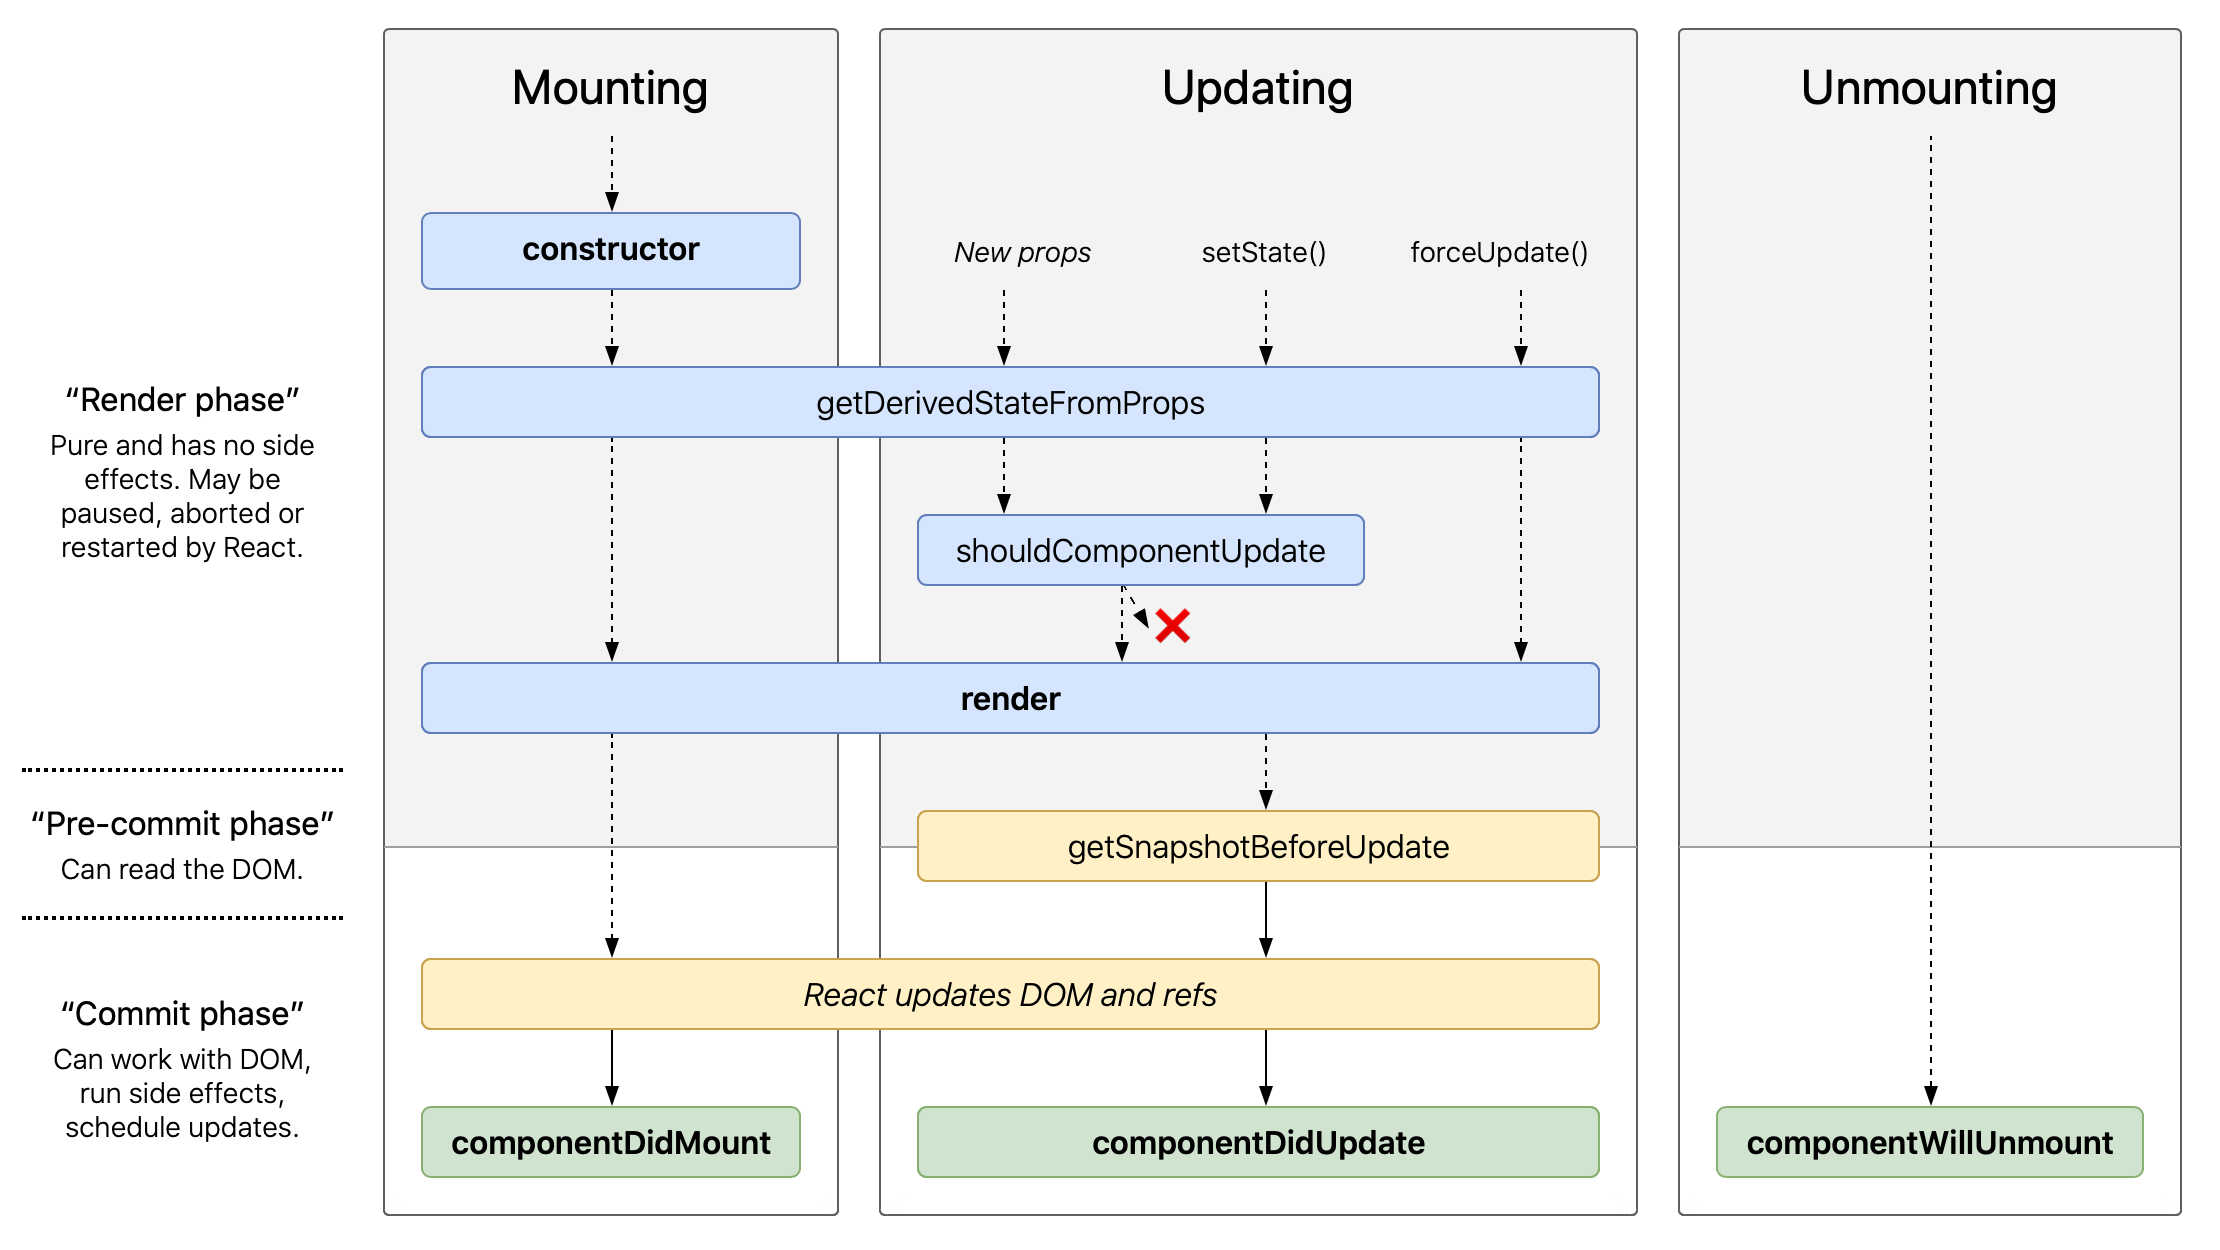 Mounting
Updating
Unmounting
constructor
New props
setState()
forceUpdate()
getDerivedStateFromProps
shouldComponentUpdate
render
getSnapshotBeforeUpdate
React updates DOM and refs
componentDidMount
componentDidUpdate
componentWillUnmount
“Render phase”
Pure and has no side
effects. May be
paused, aborted or
restarted by React.
“Pre-commit phase”
Can read the DOM.
“Commit phase”
Can work with DOM,
run side effects,
schedule updates.